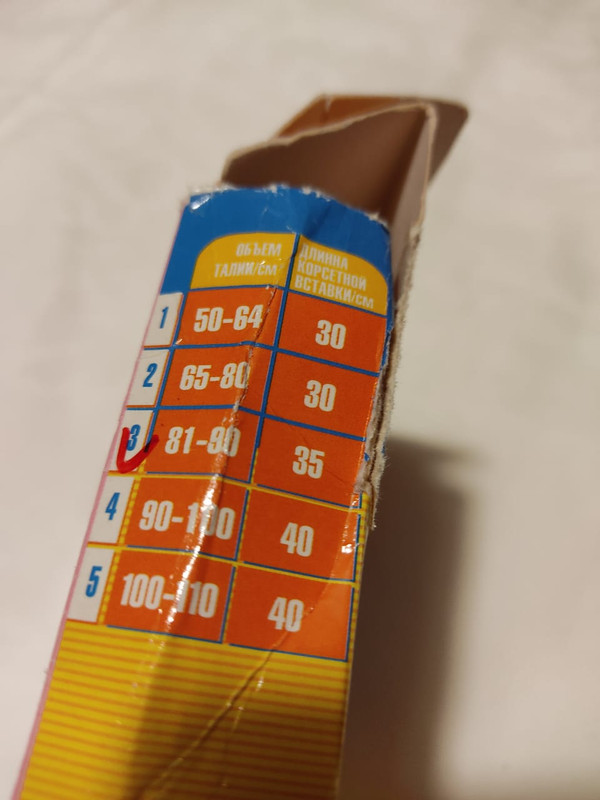 ОБЪЕМ
ТАЛИИ/СМ
ДЛИННА
КОРСЕТНОЙ
ВСТАВКИ/СМ
1 50-64 30
2 65-80 30
3 81-90 35
4 90-100 40
5 100-110 40